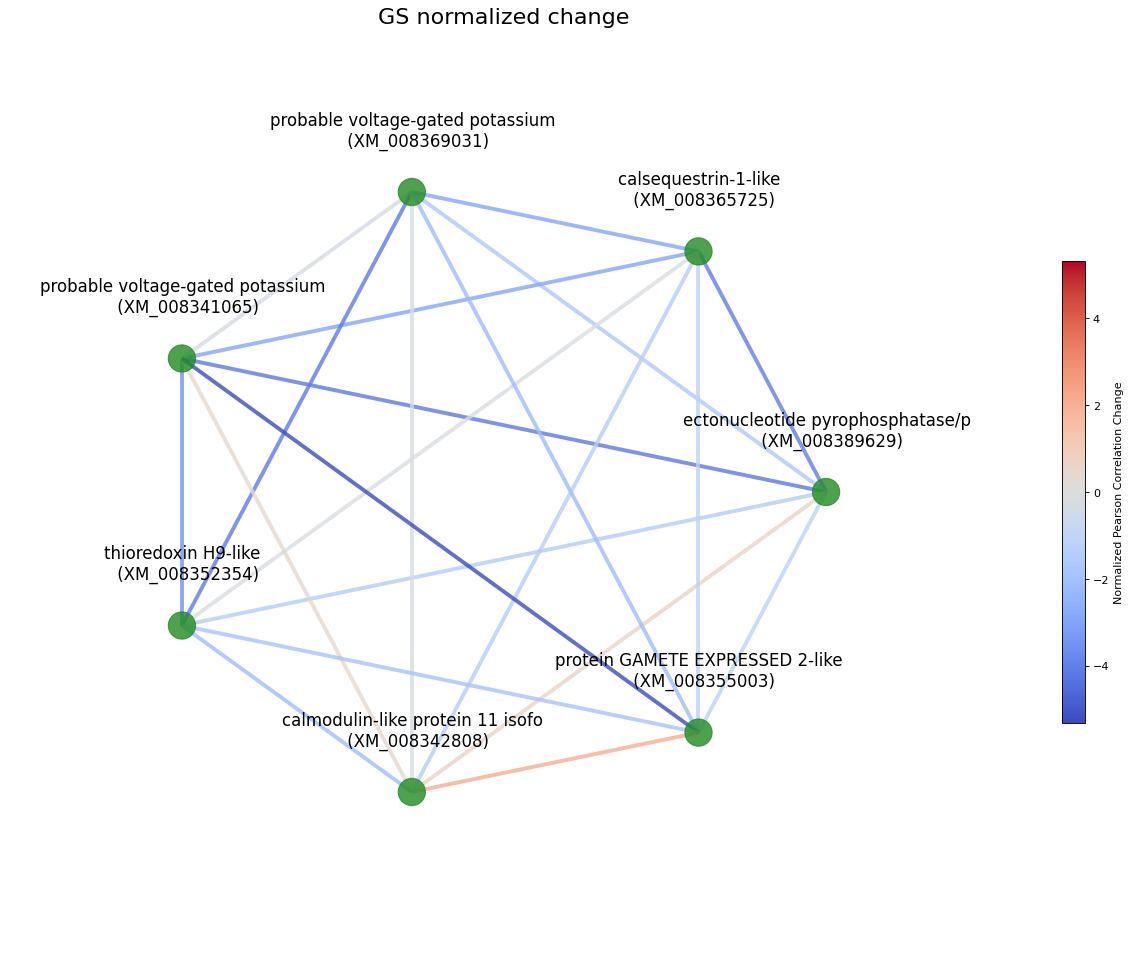 GS normalized change
probable voltage-gated potassium
(XM_008369031)
calsequestrin-1-like
(XM_008365725)
probable voltage-gated potassium
(XM_008341065)
ectonucleotide pyrophosphatase/p
(XM_008389629)
thioredoxin H9-like
(XM_008352354)
protein GAMETE EXPRESSED 2-like
(XM_008355003)
calmodulin-like protein 11 isofo
(XM_008342808)
4
2
0
−2
−4
Normalized Pearson Correlation Change